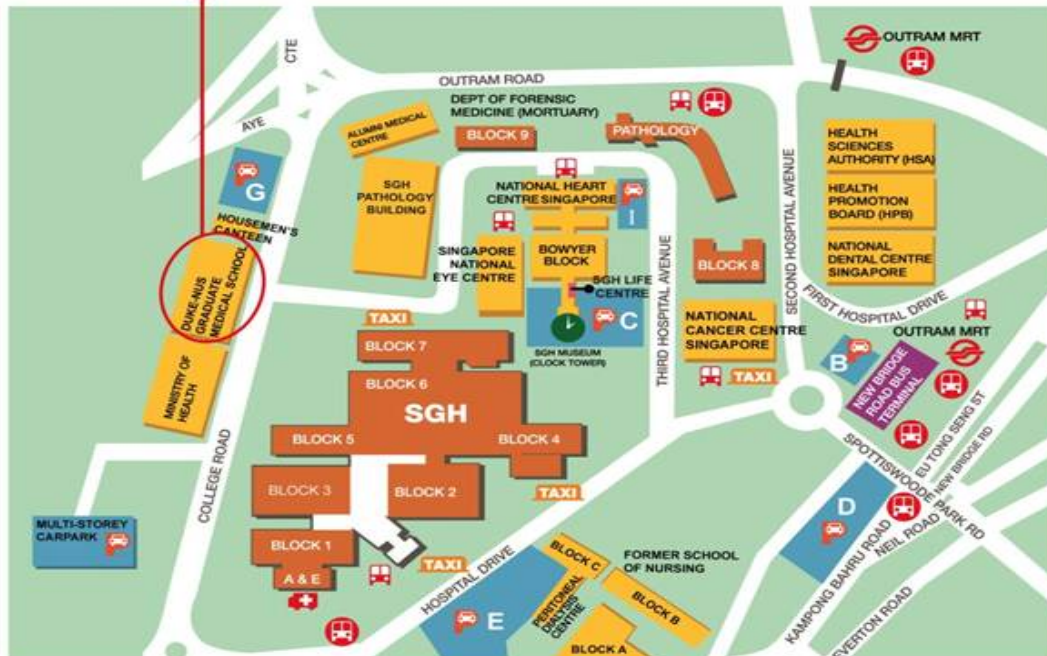 OUTRAM MRT
CTE
OUTRAM ROAD
AYE
DEPT OF FORENSIC
MEDICINE (MORTUARY)
ALUMNI MEDICAL
CENTRE
BLOCK 9
PATHOLOGY
HEALTH
SCIENCES
AUTHORITY (HSA)
HEALTH
PROMOTION
BOARD (HPB)
NATIONAL
DENTAL CENTRE
SINGAPORE
G
HOUSEMEN'S
CANTEEN
SGH
PATHOLOGY
BUILDING
NATIONAL HEART
CENTRE SINGAPORE
I
SINGAPORE
NATIONAL
EYE CENTRE
BOWYER
BLOCK
SGH LIFE
CENTRE
C
SGH MUSEUM
(CLOCK TOWER)
BLOCK 8
THIRD HOSPITAL AVENUE
SECOND HOSPITAL AVENUE
FIRST HOSPITAL DRIVE
NATIONAL
CANCER CENTRE
SINGAPORE
TAXI
DUKE-NUS
GRADUATE
MEDICAL SCHOOL
MINISTRY OF
HEALTH
COLLEGE ROAD
TAXI
BLOCK 7
BLOCK 6
SGH
BLOCK 5
BLOCK 4
BLOCK 3
BLOCK 2
BLOCK 1
A & E
TAXI
TAXI
OUTRAM MRT
B
NEW BRIDGE
ROAD BUS
TERMINAL
EU TONG SENG ST
NEW BRIDGE RD
SPOTTISWOODE PARK RD
D
KAMPONG BAHRU ROAD
NEIL ROAD
EVERTON ROAD
MULTI-STOREY
CARPARK
HOSPITAL DRIVE
E
BLOCK C
PERITONEAL
DIALYSIS
CENTRE
FORMER SCHOOL
OF NURSING
BLOCK B
BLOCK A